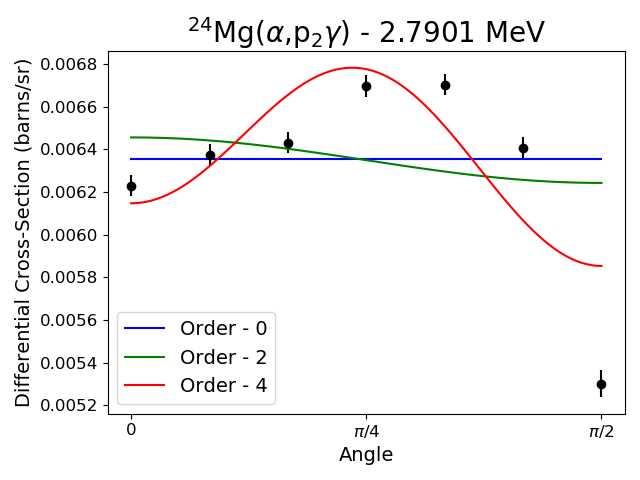 ²⁴Mg(α,p₂γ) - 2.7901 MeV
Differential Cross-Section (barns/sr)
0.0068
0.0066
0.0064
0.0062
0.0060
0.0058
0.0056
0.0054
0.0052
Order - 0
Order - 2
Order - 4
0
π/4
π/2
Angle